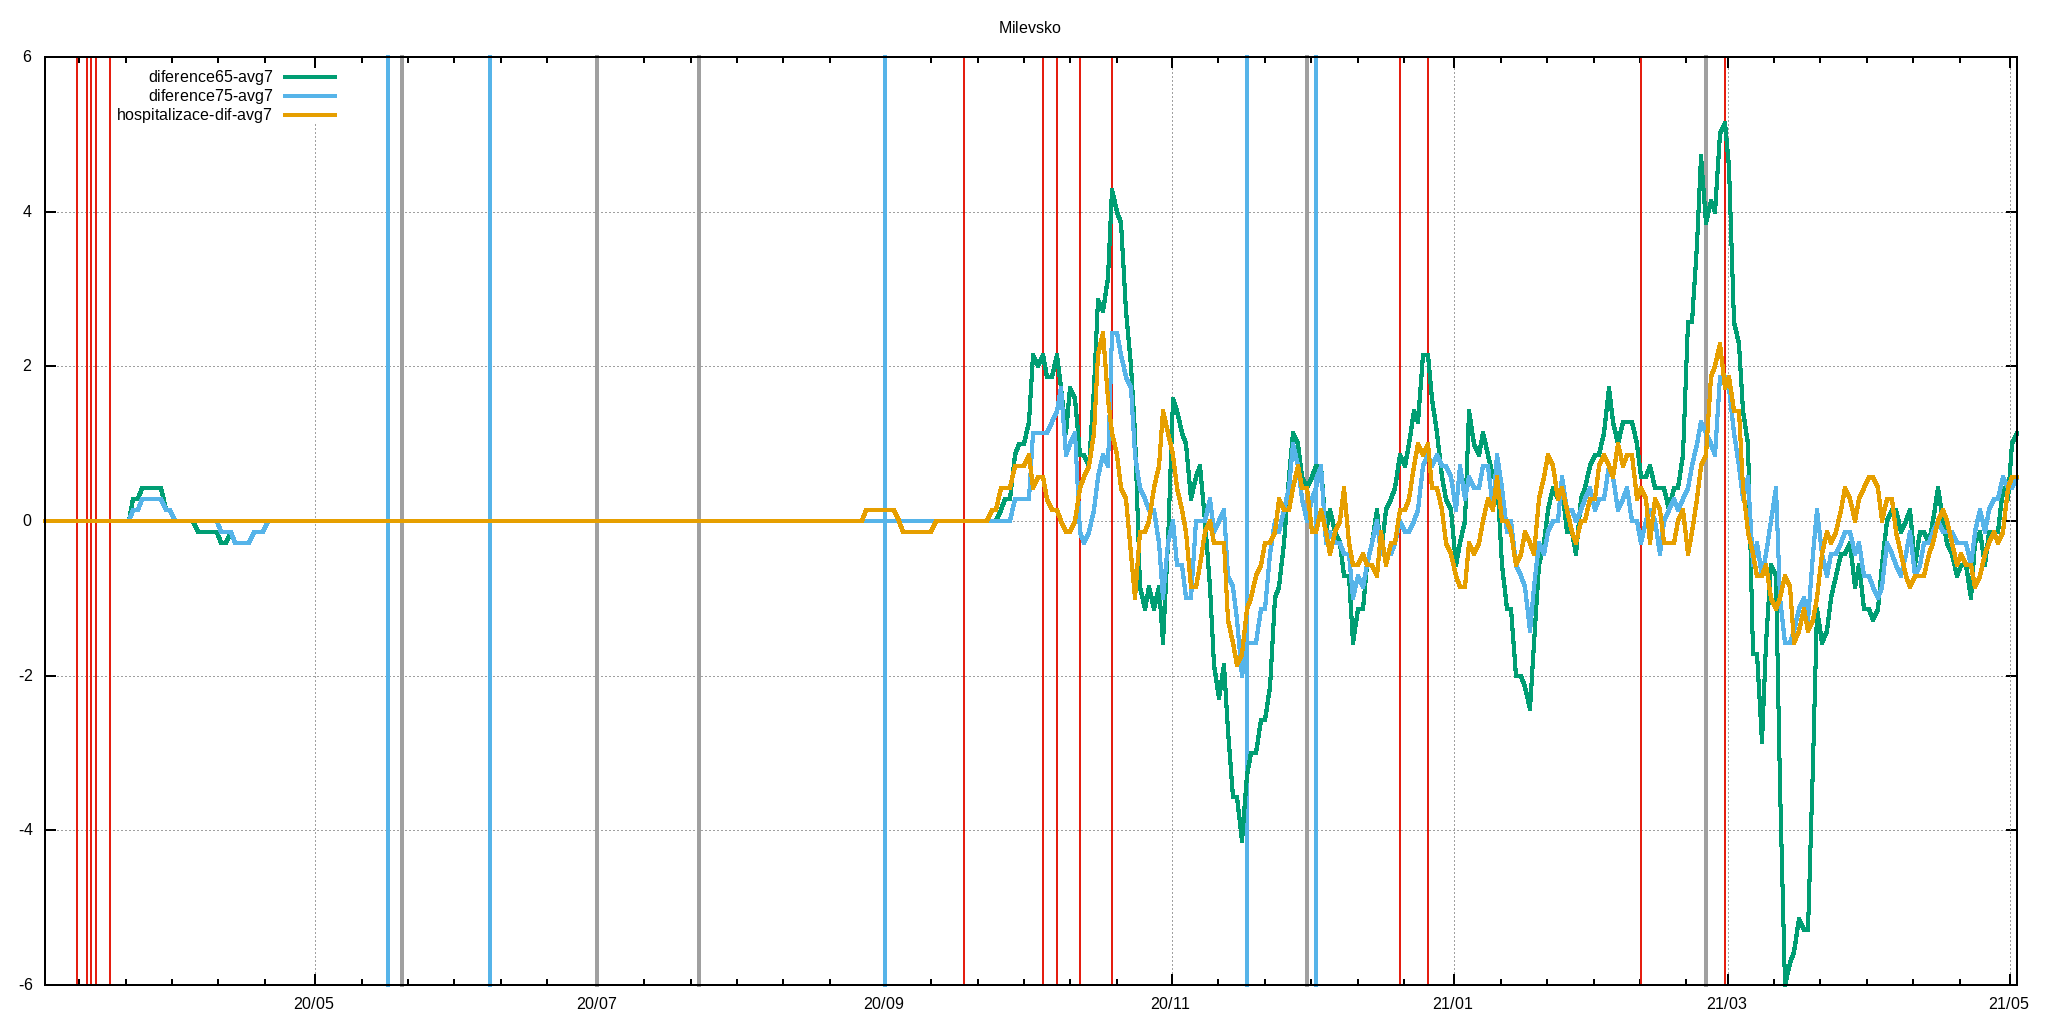 Milevsko
6
diference65-avg7
diference75-avg7
hospitalizace-dif-avg7
4
2
0
-2
-4
-6
20/05 20/07 20/09 20/11 21/01 21/03 21/05